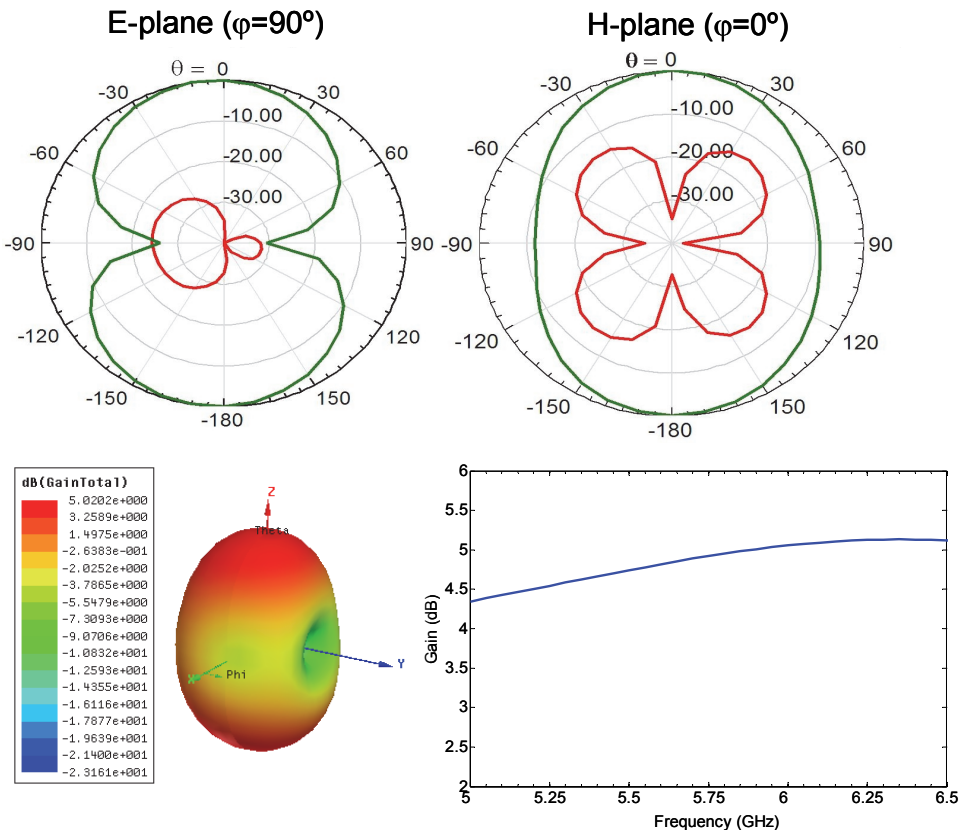 E-plane (φ=90º)
H-plane (φ=0º)
θ = 0
-30
30
-10.00
-60
60
-20.00
-30.00
-90
90
-120
120
-150
150
-180
θ = 0
-30
30
-10.00
-60
60
-20.00
-30.00
-90
90
-120
120
-150
150
-180
dB(GainTotal)
5.0202e+000
3.2589e+000
1.4975e+000
-2.6383e-001
-2.0252e+000
-3.7865e+000
-5.5479e+000
-7.3093e+000
-9.0706e+000
-1.0832e+001
-1.2593e+001
-1.4355e+001
-1.6116e+001
-1.7877e+001
-1.9639e+001
-2.1400e+001
-2.3161e+001
Z
Theta
Y
X
Phi
6
5.5
5
4.5
4
3.5
3
2.5
2
Gain (dB)
5 5.25 5.5 5.75 6 6.25 6.5
Frequency (GHz)